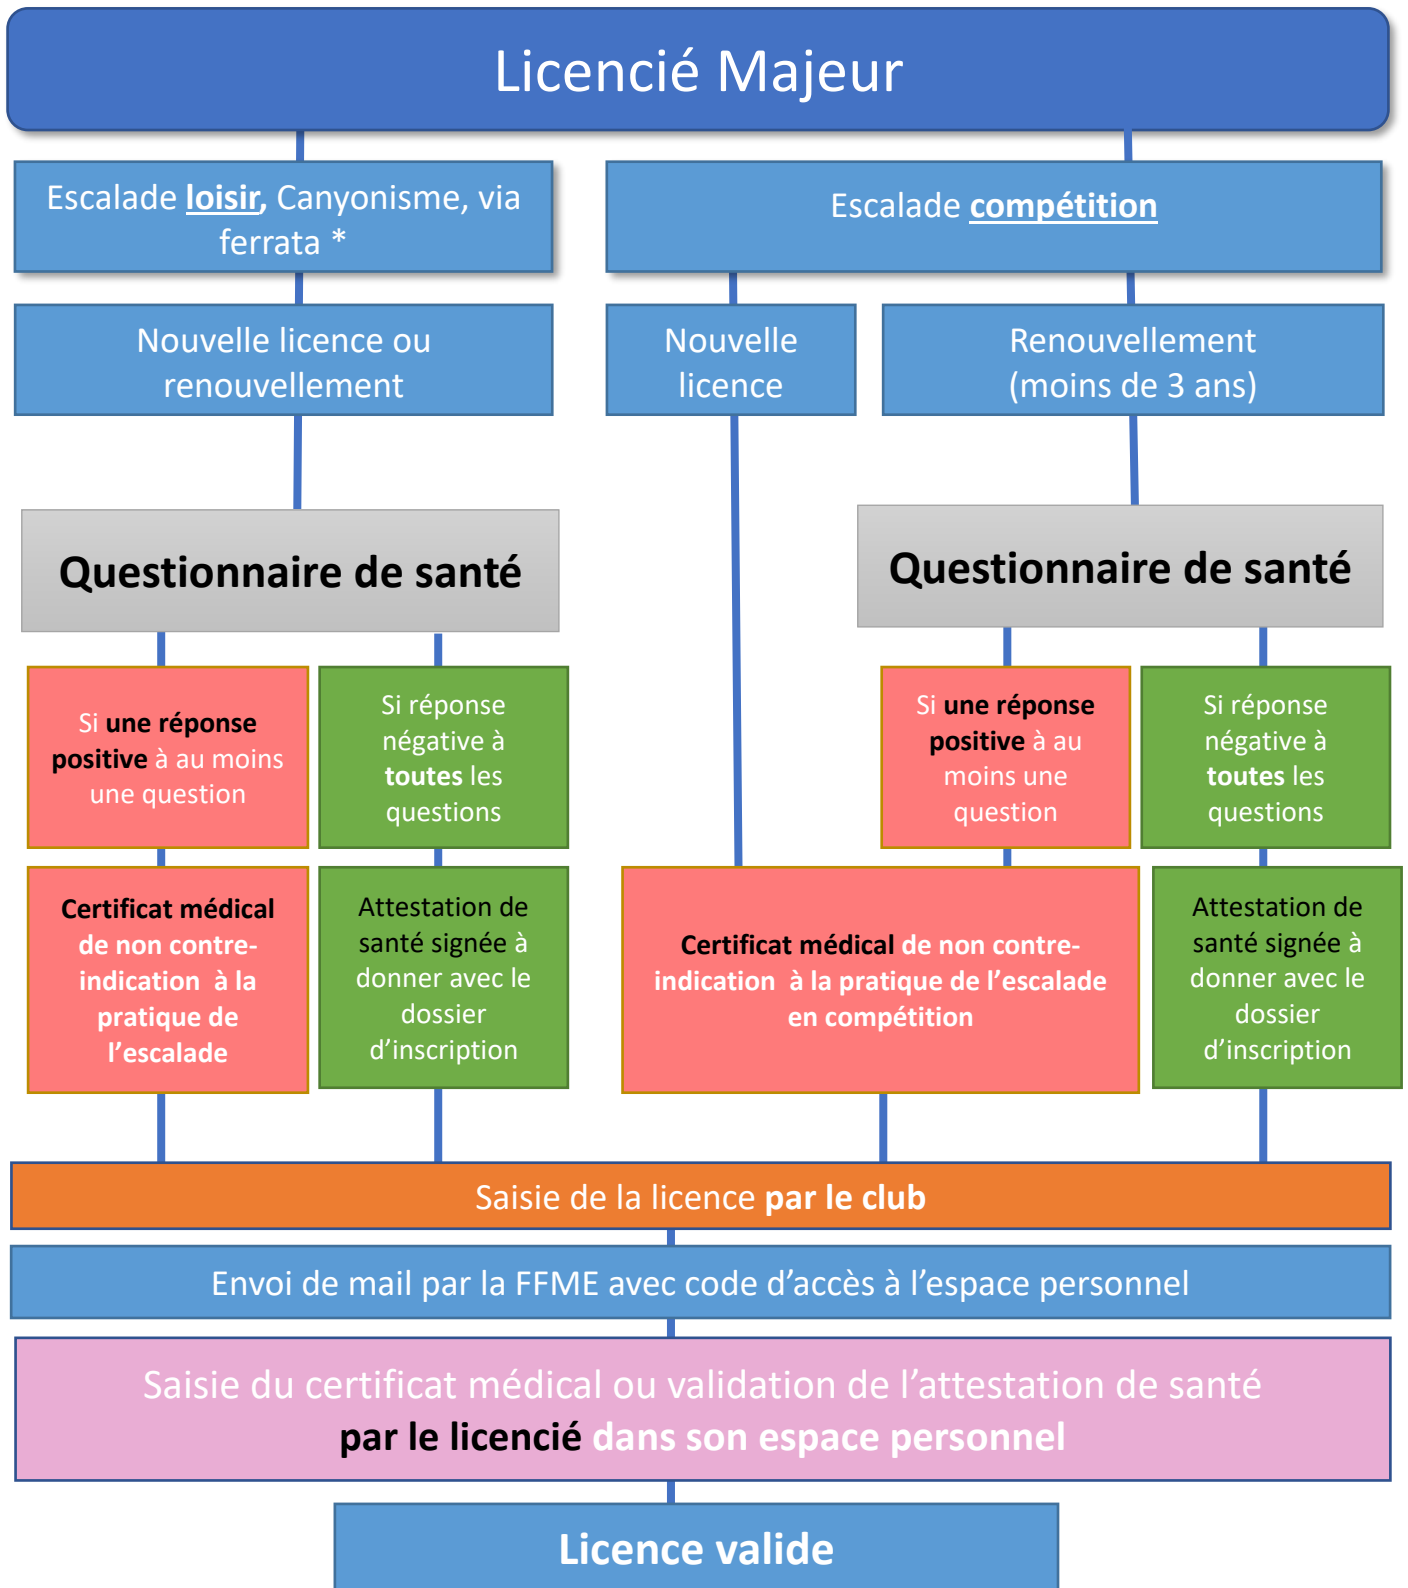 Licencié Majeur
Escalade loisir, Canyonisme, via
ferrata *
Escalade compétition
Nouvelle licence ou
renouvellement
Nouvelle
licence
Renouvellement
(moins de 3 ans)
Questionnaire de santé
Questionnaire de santé
Si une réponse
positive à au moins
une question
Si réponse
négative à
toutes les
questions
Si une réponse
positive à au
moins une
question
Si réponse
négative à
toutes les
questions
Certificat médical
de non contre-
indication à la
pratique de
l’escalade
Attestation de
santé signée à
donner avec le
dossier
d’inscription
Certificat médical de non contre-
indication à la pratique de l’escalade
en compétition
Attestation de
santé signée à
donner avec le
dossier
d’inscription
Saisie de la licence par le club
Envoi de mail par la FFME avec code d’accès à l’espace personnel
Saisie du certificat médical ou validation de l’attestation de santé
par le licencié dans son espace personnel
Licence valide